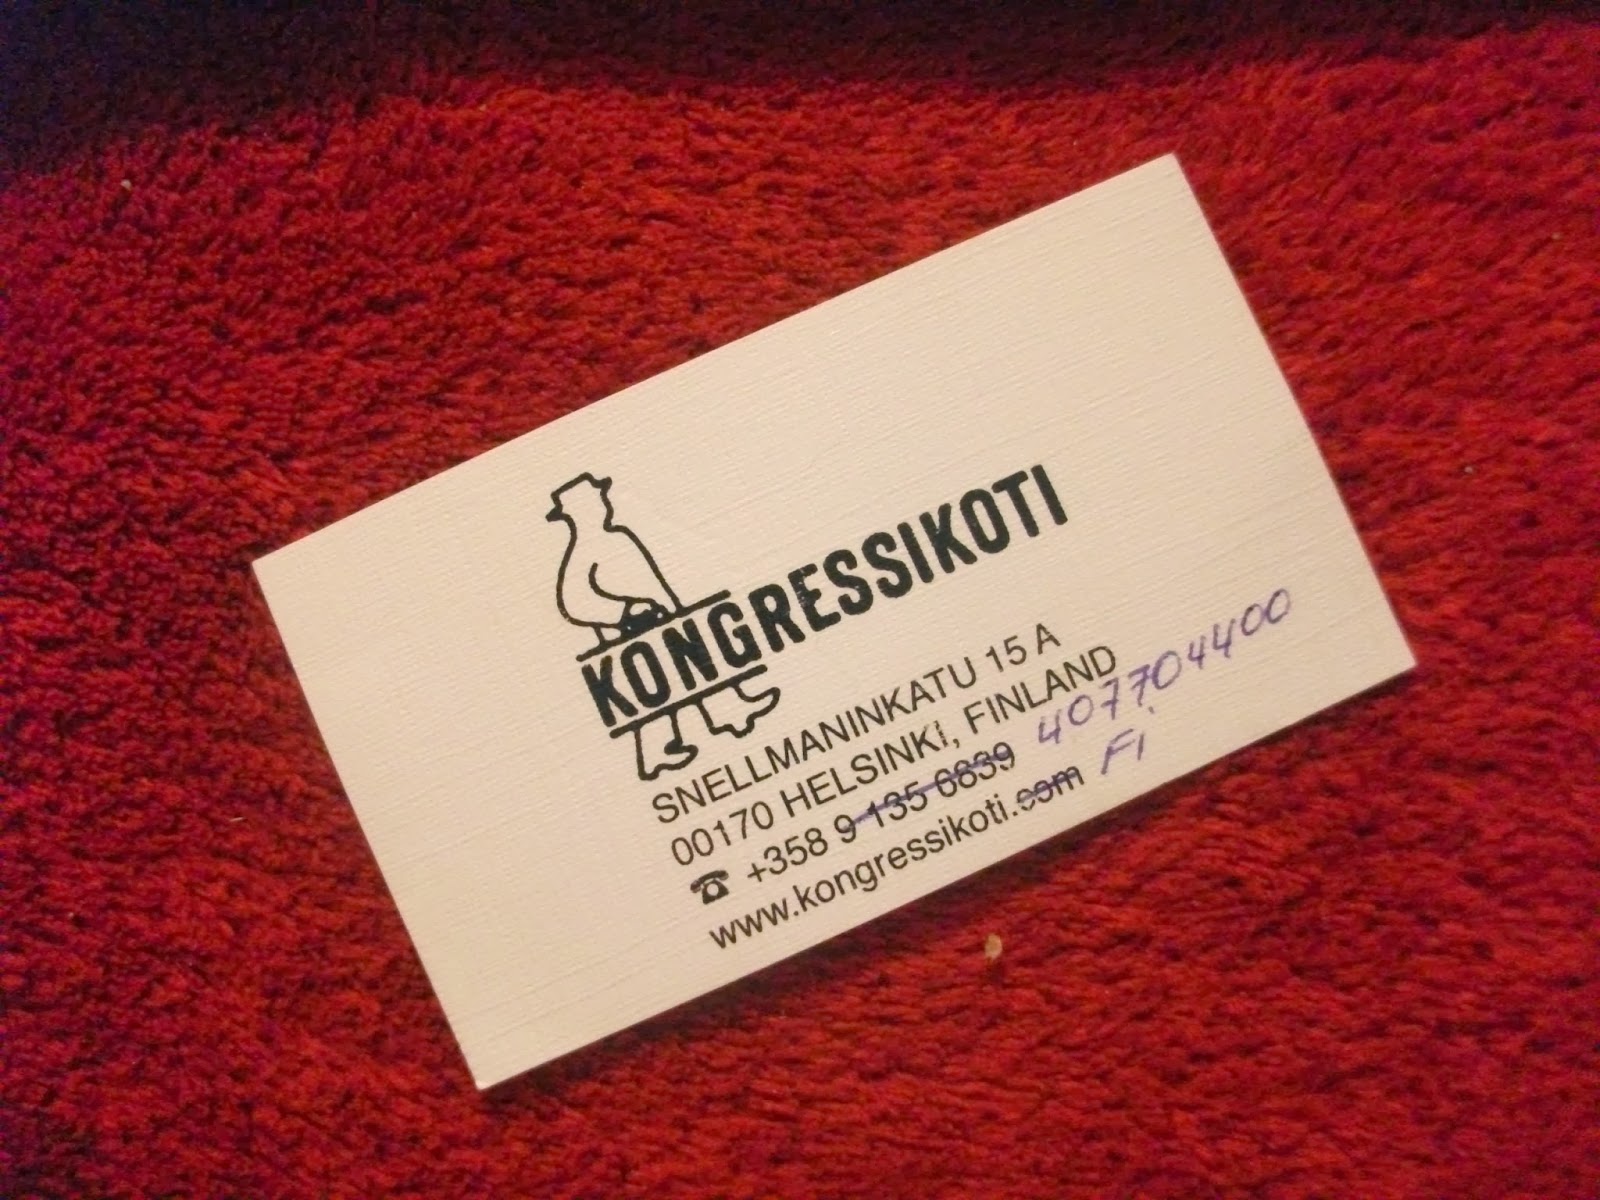 KONGRESSIKOTI
SNELLMANINKATU 15 A
00170 HELSINKI, FINLAND
☎ +358 9 135 6839 407704400
www.kongressikoti.com Fi